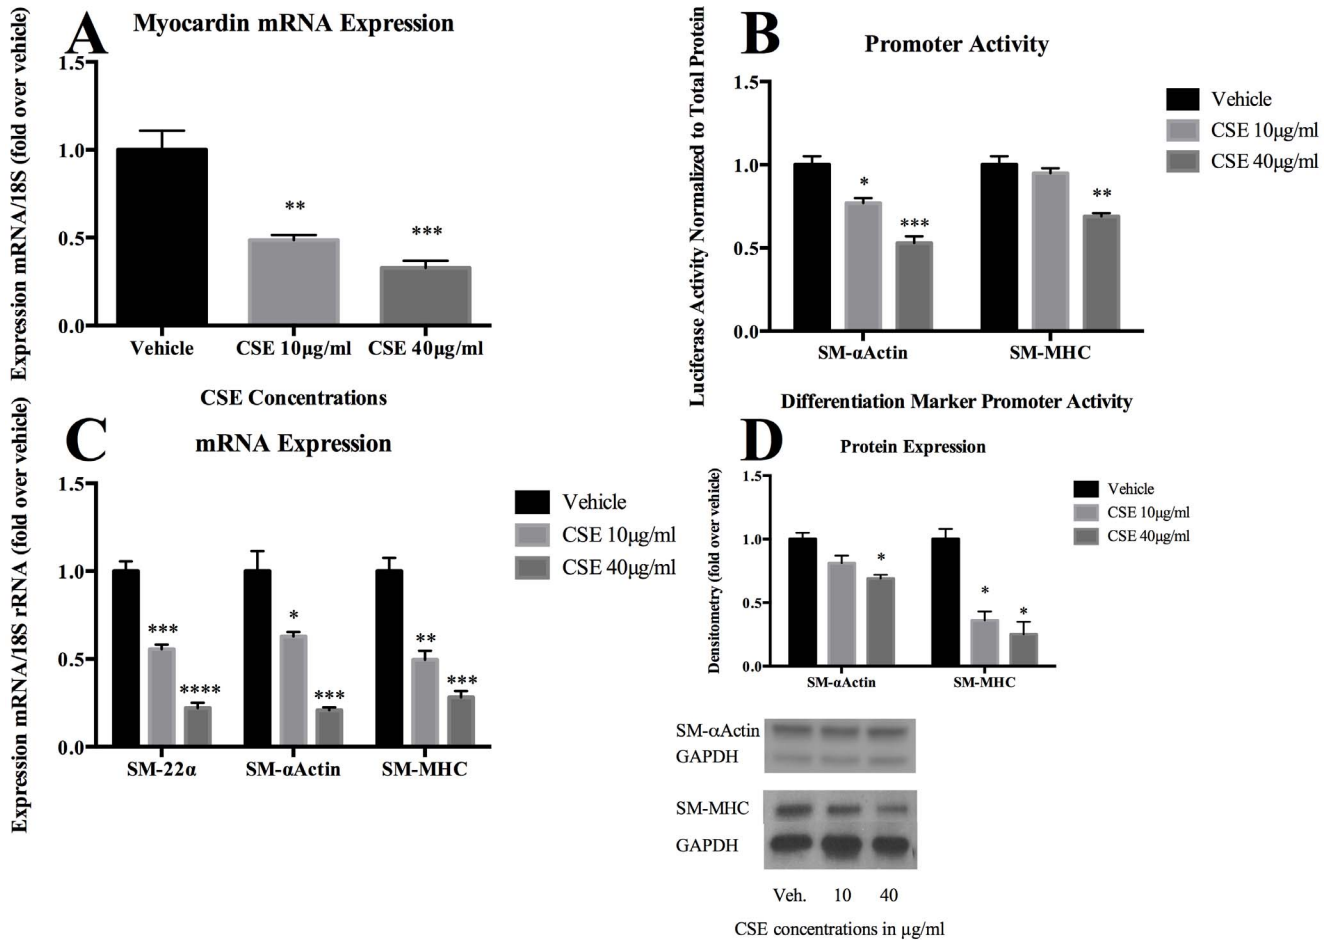 A
Myocardin mRNA Expression
Expression mRNA/18S (fold over vehicle)
1.5
1.0
0.5
0.0
**
***
Vehicle
CSE 10µg/ml
CSE 40µg/ml
CSE Concentrations
B
Promoter Activity
Luciferase Activity Normalized to Total Protein
1.5
1.0
0.5
0.0
*
***
**
SM-αActin
SM-MHC
Differentiation Marker Promoter Activity
Vehicle
CSE 10µg/ml
CSE 40µg/ml
C
mRNA Expression
Expression mRNA/18S rRNA (fold over vehicle)
1.5
1.0
0.5
0.0
***
****
*
***
**
***
SM-22α
SM-αActin
SM-MHC
Vehicle
CSE 10µg/ml
CSE 40µg/ml
D
Protein Expression
Densitometry (fold over vehicle)
1.5
1.0
0.5
0.0
*
*
*
SM-αActin
SM-MHC
Vehicle
CSE 10µg/ml
CSE 40µg/ml
SM-αActin
GAPDH
SM-MHC
GAPDH
Veh. 10 40
CSE concentrations in µg/ml